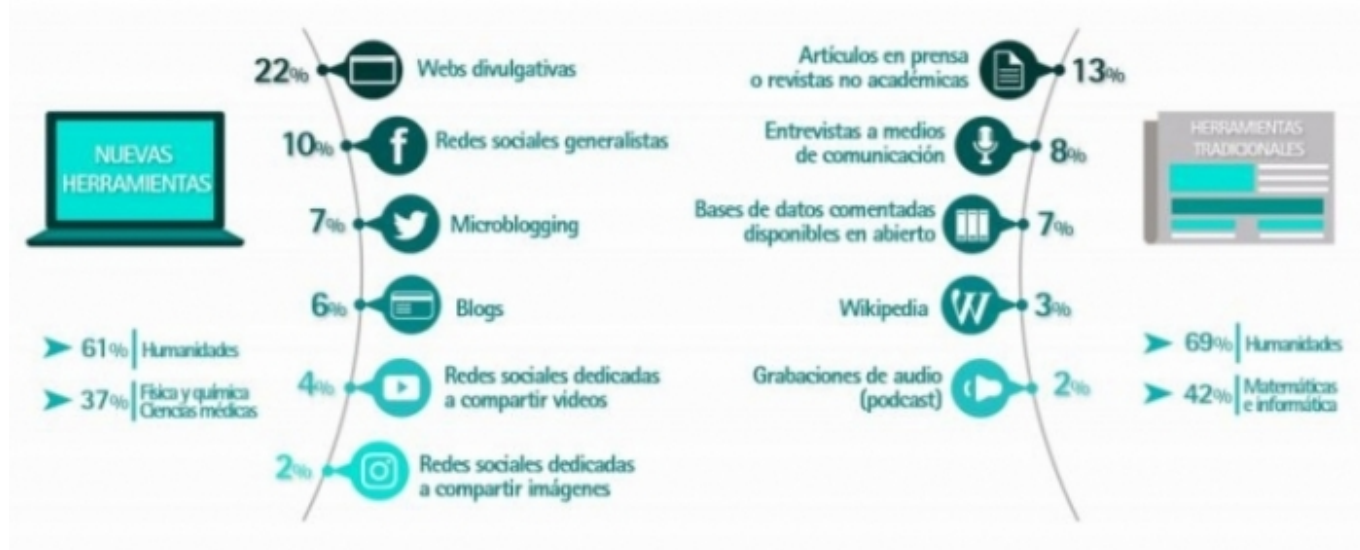 NUEVAS
HERRAMIENTAS
22%
Webs divulgativas
10%
Redes sociales generalistas
7%
Microblogging
6%
Blogs
4%
Redes sociales dedicadas
a compartir videos
2%
Redes sociales dedicadas
a compartir imágenes
61% Humanidades
37% Física y química
Ciencias médicas
Artículos en prensa
o revistas no académicas
13%
Entrevistas a medios
de comunicación
8%
Bases de datos comentadas
disponibles en abierto
7%
Wikipedia
3%
Grabaciones de audio
(podcast)
2%
HERRAMIENTAS
TRADICIONALES
69% Humanidades
42% Matemáticas
e informática